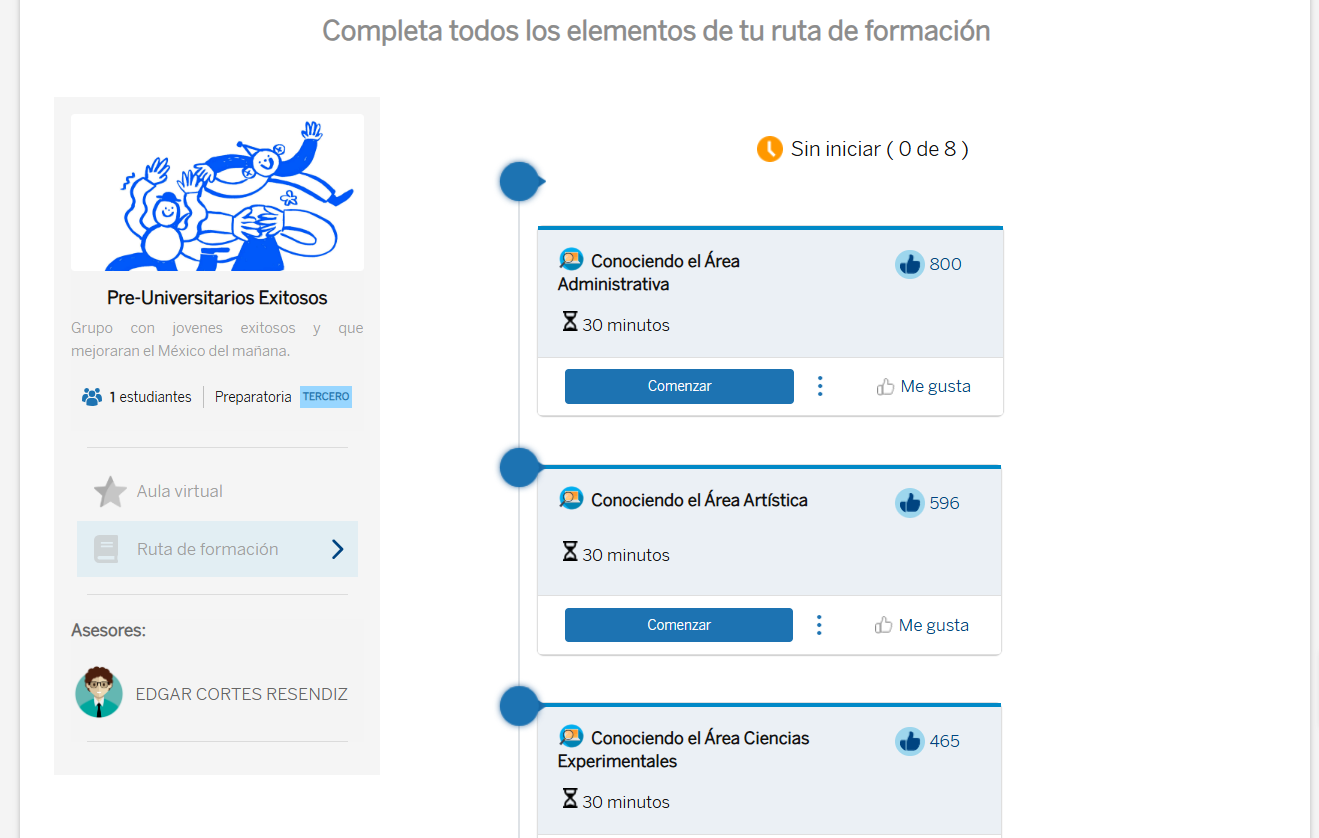 Completa todos los elementos de tu ruta de formación
Pre-Universitarios Exitosos
Grupo con jovenes exitosos y que
mejoraran el México del mañana.
1 estudiantes
Preparatoria TERCERO
Aula virtual
Ruta de formación
Asesores:
EDGAR CORTES RESENDIZ
Sin iniciar ( 0 de 8 )
Conociendo el Área
Administrativa
800
30 minutos
Comenzar
Me gusta
Conociendo el Área Artística
596
30 minutos
Comenzar
Me gusta
Conociendo el Área Ciencias
Experimentales
465
30 minutos